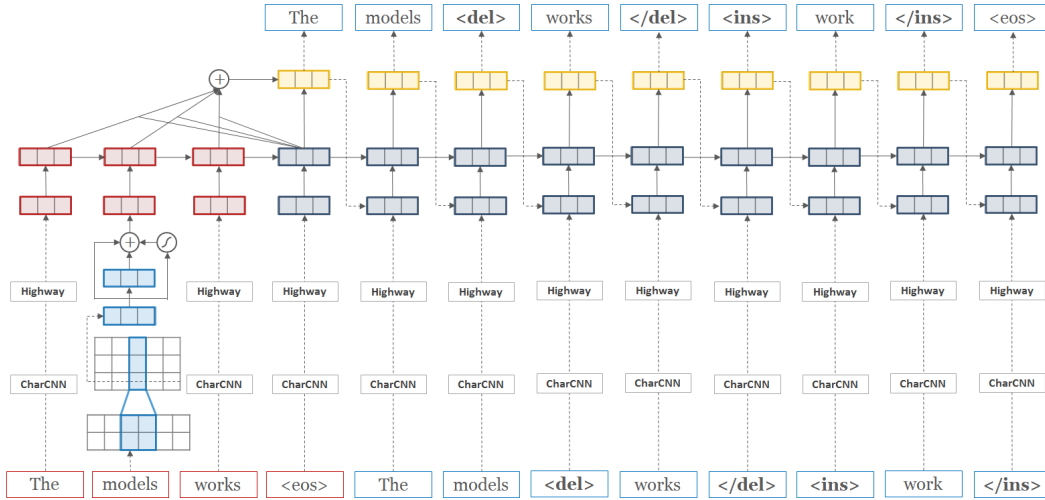 The models <del> works </del> <ins> work </ins> <eos>
Highway Highway Highway Highway Highway Highway Highway Highway Highway Highway Highway
CharCNN CharCNN CharCNN CharCNN CharCNN CharCNN CharCNN CharCNN CharCNN CharCNN CharCNN
The models works <eos> The models <del> works </del> <ins> work </ins>